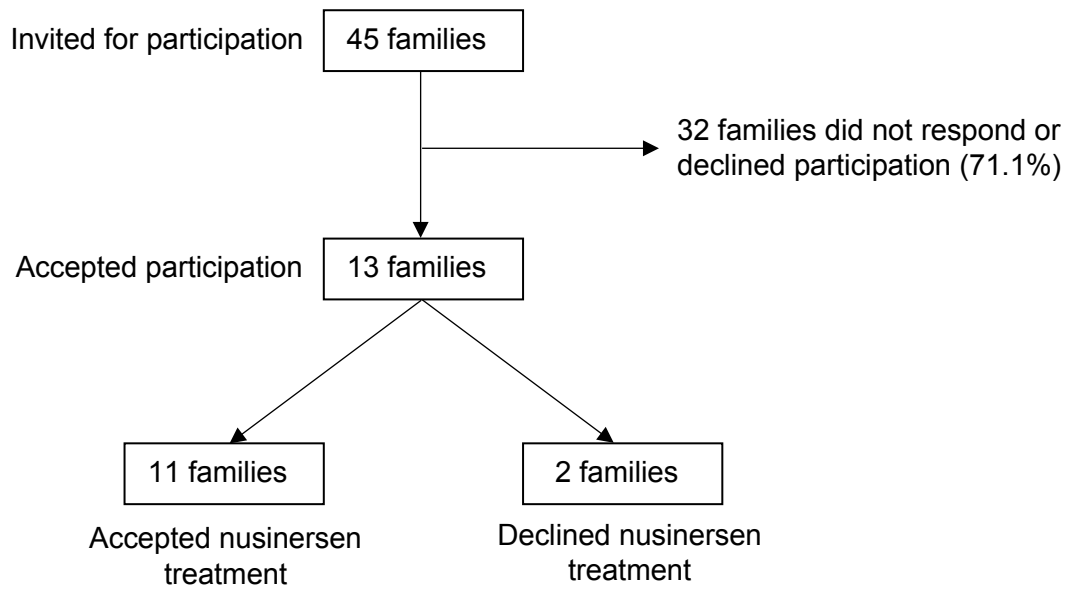 Invited for participation
45 families
32 families did not respond or
declined participation (71.1%)
Accepted participation
13 families
11 families
2 families
Accepted nusinersen
treatment
Declined nusinersen
treatment